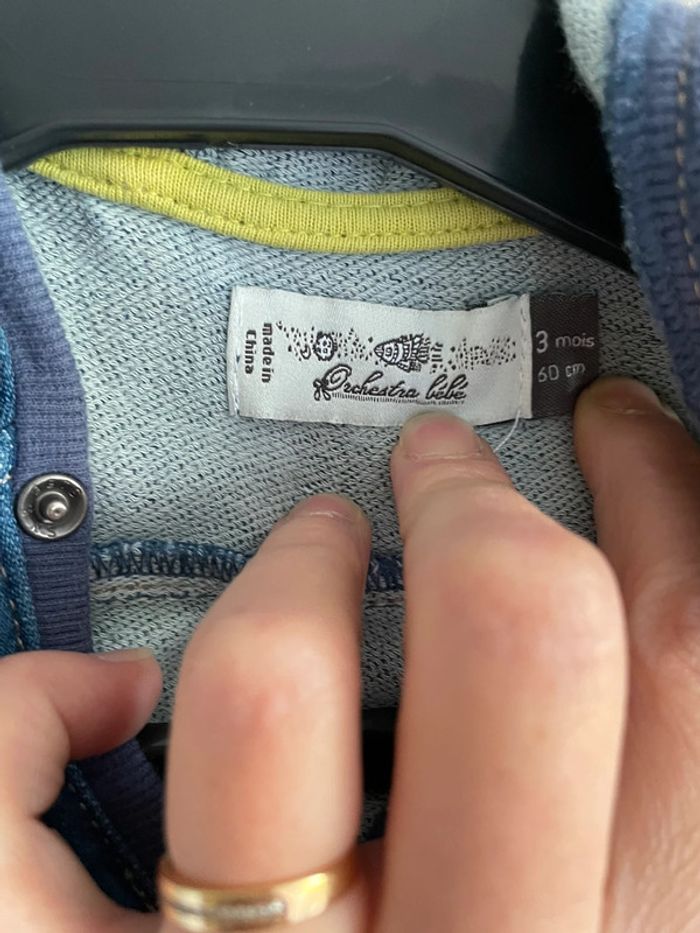 made in
China
Orchestra bébé
3 mois
60 cm